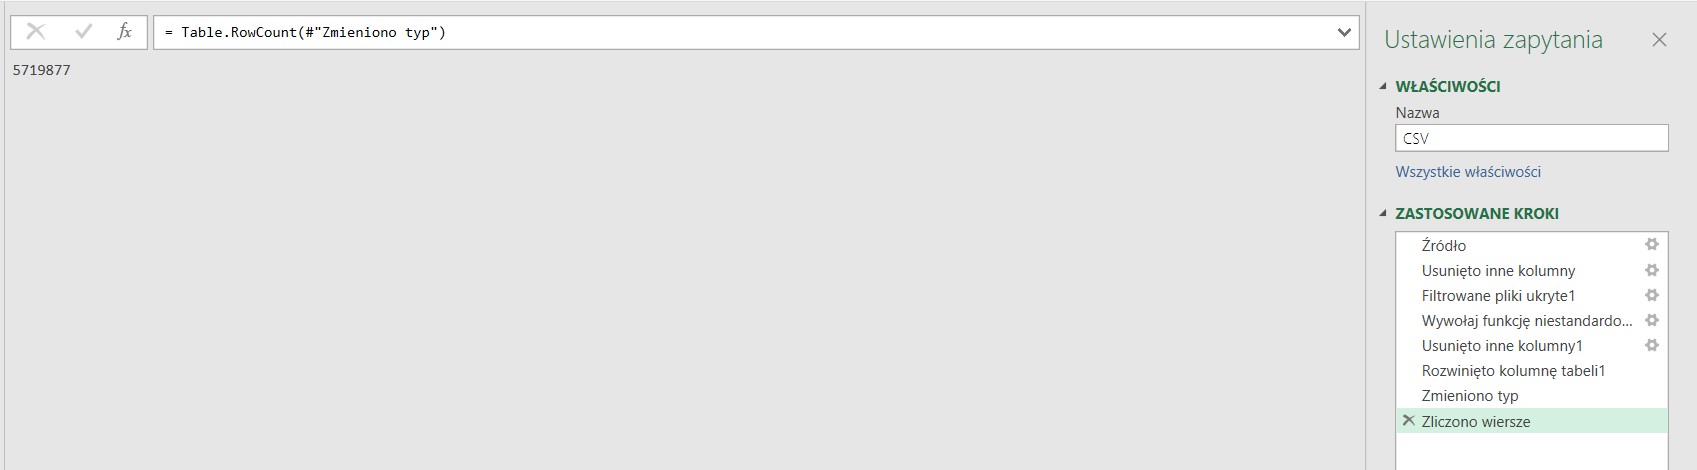 fx
= Table.RowCount(#"Zmieniono typ")
5719877
Ustawienia zapytania
WŁAŚCIWOŚCI
Nazwa
CSV
Wszystkie właściwości
ZASTOSOWANE KROKI
Źródło
Usunięto inne kolumny
Filtrowane pliki ukryte1
Wywołaj funkcję niestandardo...
Usunięto inne kolumny1
Rozwinięto kolumnę tabeli1
Zmieniono typ
Zliczono wiersze